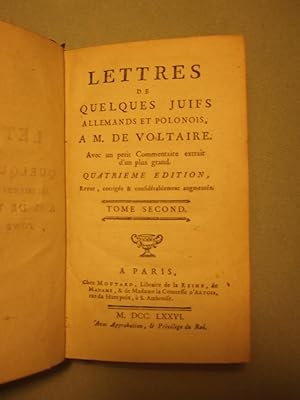 LETTRES
DE
QUELQUES JUIFS
ALLEMANDS ET POLONOIS,
A M. DE VOLTAIRE.
Avec un petit Commentaire extrait
d'un plus grand.
QUATRIEME EDITION,
Revue, corrigée & considérablement augmentée.
TOME SECOND.
A PARIS,
Chez MOUTARD, Libraire de la REINE, de
MADAME, & de Madame la Comtesse d'ARTOIS,
rue du Hurepoix, à S. Ambroise.
M. DCC. LXXVI.
Avec Approbation, & Privilége du Roi.